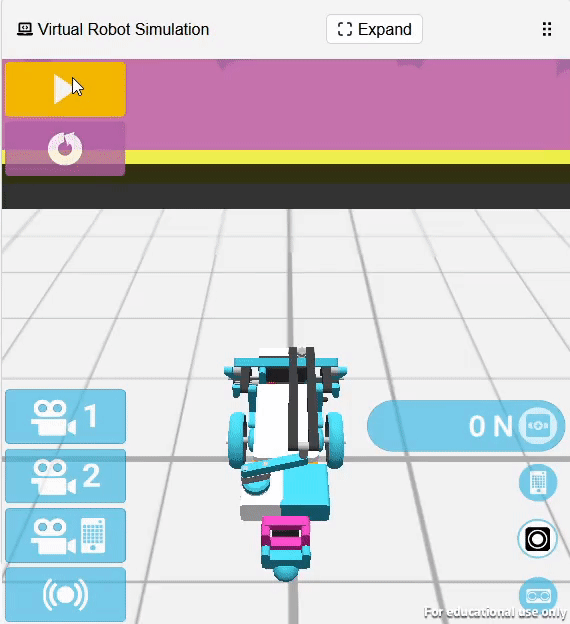 Virtual Robot Simulation
Expand
1
0 N
2
For educational use only